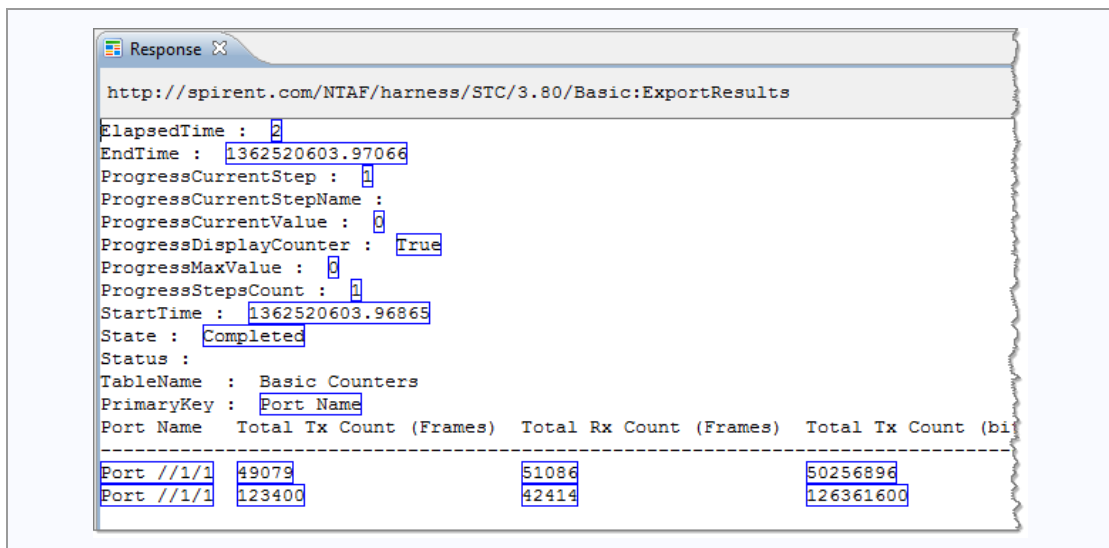 Response
http://spirent.com/NTAF/harness/STC/3.80/Basic:ExportResults
ElapsedTime : 2
EndTime : 1362520603.97066
ProgressCurrentStep : 1
ProgressCurrentStepName :
ProgressCurrentValue : 0
ProgressDisplayCounter : True
ProgressMaxValue : 0
ProgressStepsCount : 1
StartTime : 1362520603.96865
State : Completed
Status :
TableName : Basic Counters
PrimaryKey : Port Name
Port Name Total Tx Count (Frames) Total Rx Count (Frames) Total Tx Count (bit
Port //1/1 49079 51086 50256896
Port //1/1 123400 42414 126361600